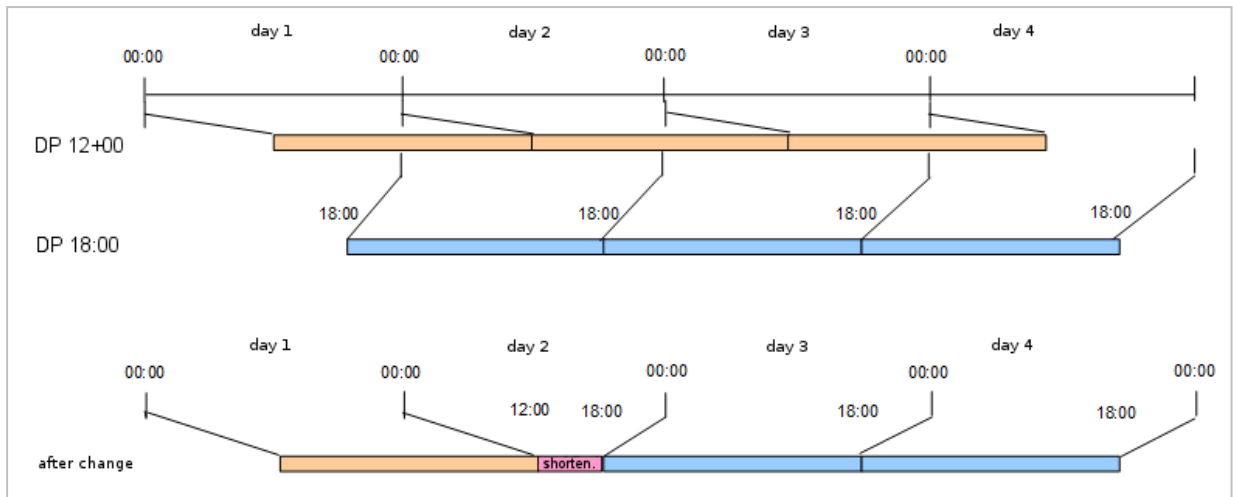 day 1 day 2 day 3 day 4
00:00 00:00 00:00 00:00
DP 12+00
18:00 18:00 18:00 18:00
DP 18:00
day 1 day 2 day 3 day 4
00:00 00:00 00:00 00:00 00:00
12:00 18:00 18:00 18:00
after change shorten.